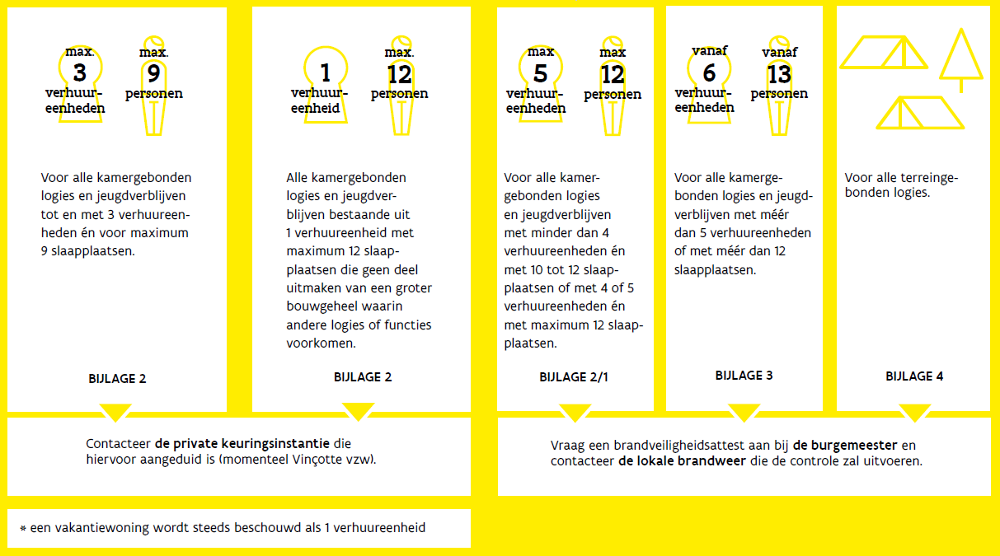 max.
3
verhuur-
eenheden
max.
9
personen
Voor alle kamergebonden
logies en jeugdverblijven
tot en met 3 verhuureen-
heden én voor maximum
9 slaapplaatsen.
BIJLAGE 2
1
verhuur-
eenheid
max.
12
personen
Alle kamergebonden
logies en jeugdver-
blijven bestaande uit
1 verhuureenheid met
maximum 12 slaap-
plaatsen die geen deel
uitmaken van een groter
bouwgeheel waarin
andere logies of functies
voorkomen.
BIJLAGE 2
Contacteer de private keuringsinstantie die
hiervoor aangeduid is (momenteel Vinçotte vzw).
max
5
verhuur-
eenheden
max
12
personen
Voor alle kamer-
gebonden logies
en jeugdverblijven
met minder dan 4
verhuureenheden én
met 10 tot 12 slaap-
plaatsen of met 4 of 5
verhuureenheden én
met maximum 12 slaap-
plaatsen.
BIJLAGE 2/1
vanaf
6
verhuur-
eenheden
vanaf
13
personen
Voor alle kamerge-
bonden logies en jeugd-
verblijven met méér
dan 5 verhuureenheden
of met méér dan 12
slaapplaatsen.
BIJLAGE 3
Voor alle terreinge-
bonden logies.
BIJLAGE 4
Vraag een brandveiligheidsattest aan bij de burgemeester en
contacteer de lokale brandweer die de controle zal uitvoeren.
* een vakantiewoning wordt steeds beschouwd als 1 verhuureenheid